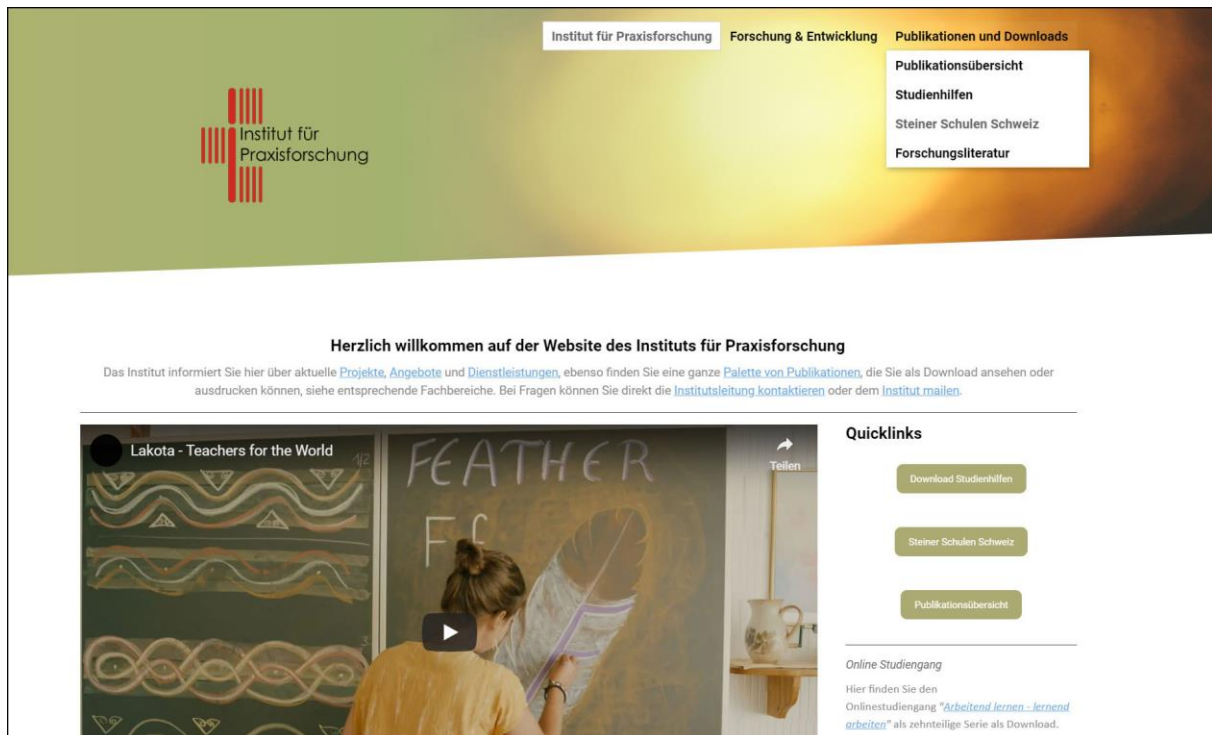 Institut für Praxisforschung Forschung & Entwicklung Publikationen und Downloads
Publikationsübersicht
Studienhilfen
Steiner Schulen Schweiz
Forschungsliteratur
Institut für
Praxisforschung
Herzlich willkommen auf der Website des Instituts für Praxisforschung
Das Institut informiert Sie hier über aktuelle Projekte, Angebote und Dienstleistungen, ebenso finden Sie eine ganze Palette von Publikationen, die Sie als Download ansehen oder
ausdrucken können, siehe entsprechende Fachbereiche. Bei Fragen können Sie direkt die Institutsleitung kontaktieren oder dem Institut mailen.
Lakota - Teachers for the World
1/2
FEATHER
F f
Teilen
Quicklinks
Download Studienhilfen
Steiner Schulen Schweiz
Publikationsübersicht
Online Studiengang
Hier finden Sie den
Onlinestudiengang "Arbeitend lernen - lernend
arbeiten" als zehnteilige Serie als Download.